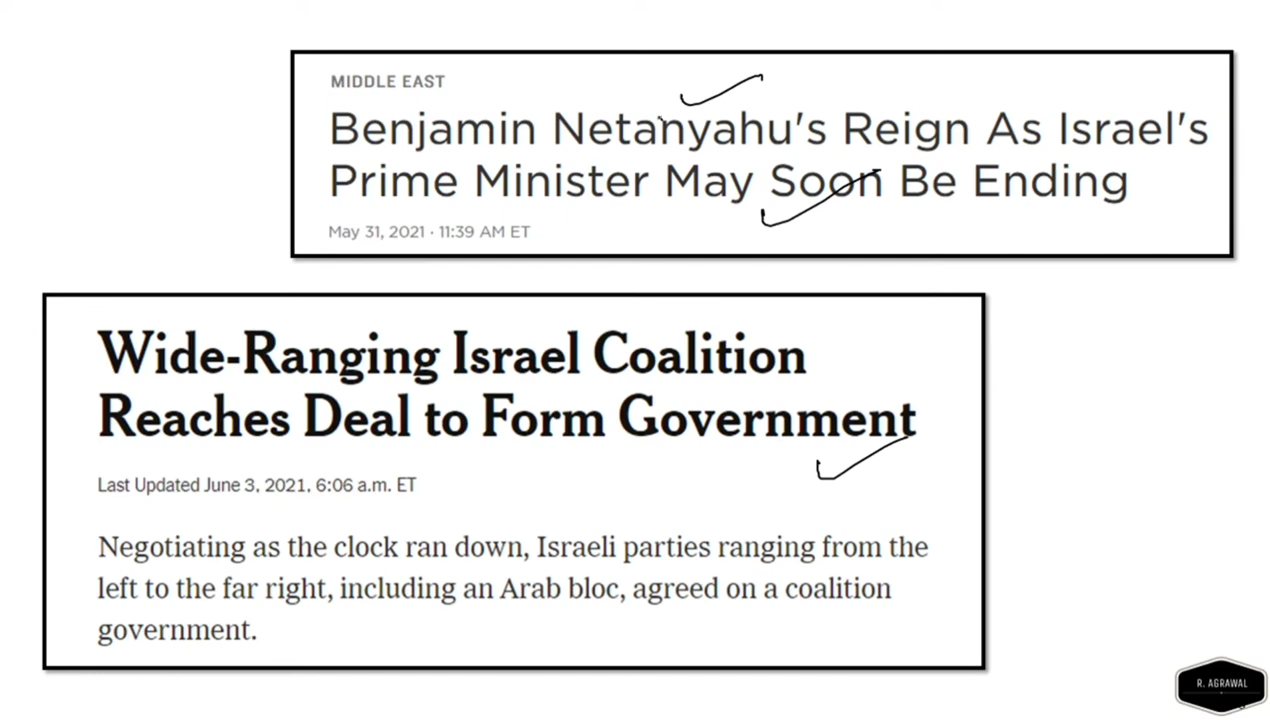 MIDDLE EAST
Benjamin Netanyahu's Reign As Israel's
Prime Minister May Soon Be Ending
May 31, 2021 · 11:39 AM ET
Wide-Ranging Israel Coalition
Reaches Deal to Form Government
Last Updated June 3, 2021, 6:06 a.m. ET
Negotiating as the clock ran down, Israeli parties ranging from the
left to the far right, including an Arab bloc, agreed on a coalition
government.
R. AGRAWAL